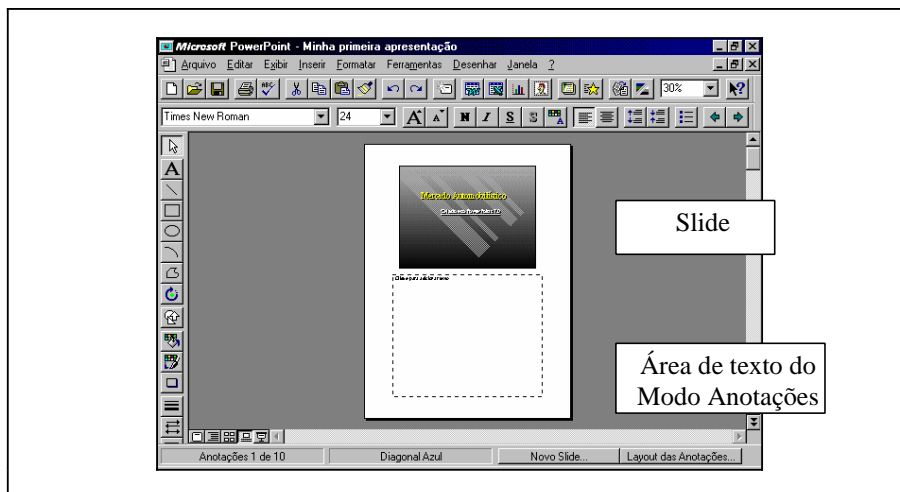 Microsoft PowerPoint - Minha primeira apresentação
Arquivo Editar Exibir Inserir Formatar Ferramentas Desenhar Janela ?
30%
Times New Roman 24
Mercado Automobilístico
Slide
Área de texto do
Modo Anotações
Anotações 1 de 10 Diagonal Azul Novo Slide... Layout das Anotações...